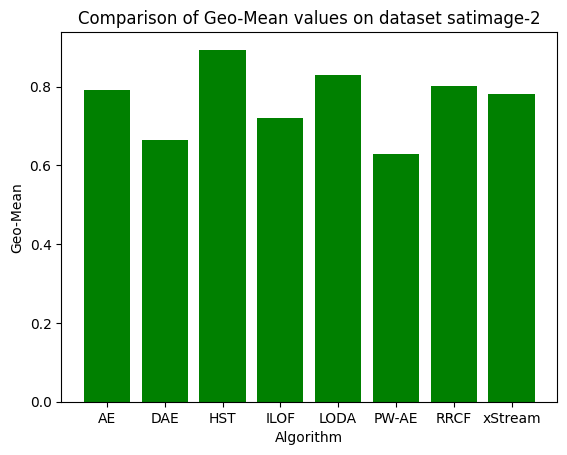 Comparison of Geo-Mean values on dataset satimage-2
Geo-Mean
0.8
0.6
0.4
0.2
0.0
AE DAE HST ILOF LODA PW-AE RRCF xStream
Algorithm